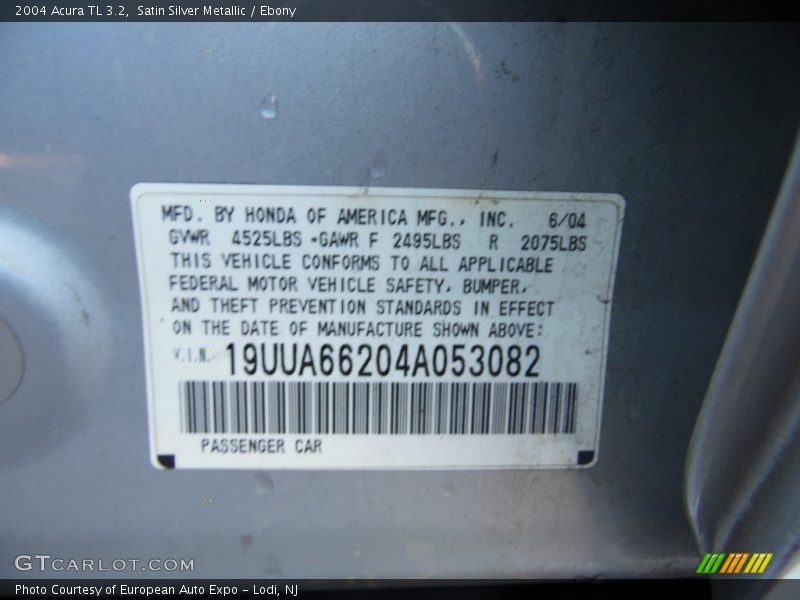 2004 Acura TL 3.2, Satin Silver Metallic / Ebony
MFD. BY HONDA OF AMERICA MFG., INC. 6/04
GVWR 4525LBS •GAWR F 2495LBS R 2075LBS
THIS VEHICLE CONFORMS TO ALL APPLICABLE
FEDERAL MOTOR VEHICLE SAFETY, BUMPER,
AND THEFT PREVENTION STANDARDS IN EFFECT
ON THE DATE OF MANUFACTURE SHOWN ABOVE:
V.I.N: 19UUA66204A053082
PASSENGER CAR
GTCARLOT.COM
Photo Courtesy of European Auto Expo - Lodi, NJ